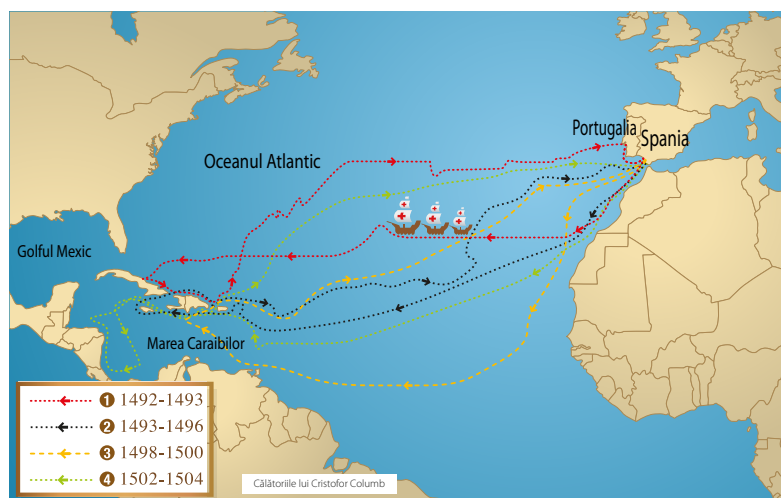 Portugalia
Spania
Oceanul Atlantic
Golful Mexic
Marea Caraibilor
1 1492-1493
2 1493-1496
3 1498-1500
4 1502-1504
Călătoriile lui Cristofor Columb